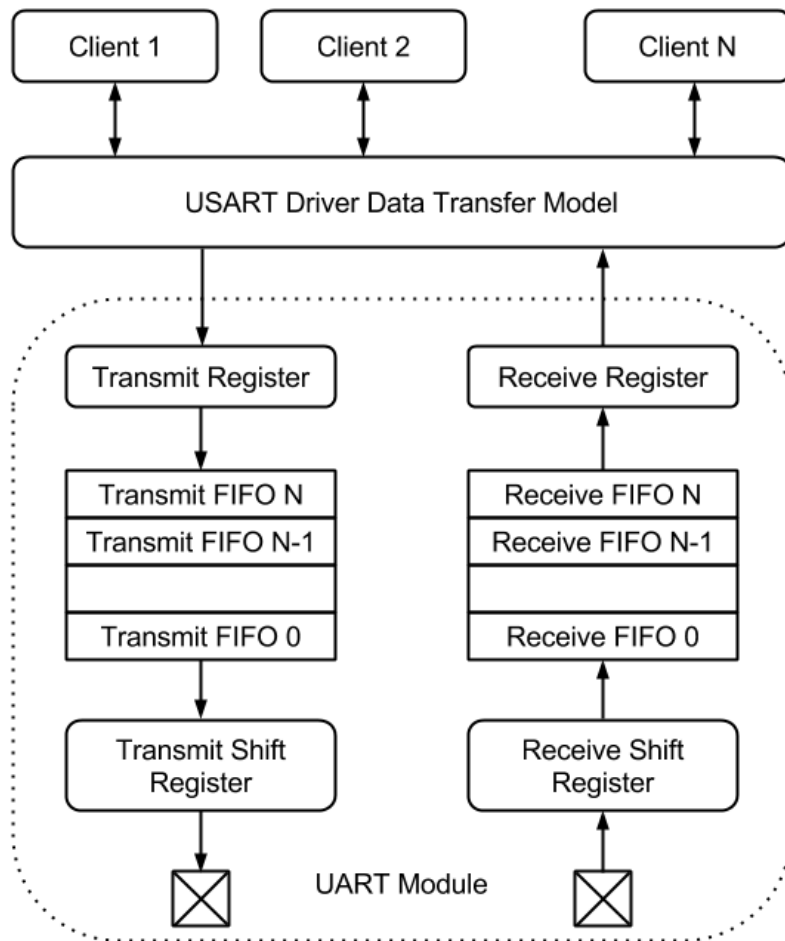 Client 1
Client 2
Client N
USART Driver Data Transfer Model
Transmit Register
Receive Register
Transmit FIFO N
Transmit FIFO N-1
Transmit FIFO 0
Receive FIFO N
Receive FIFO N-1
Receive FIFO 0
Transmit Shift
Register
Receive Shift
Register
UART Module